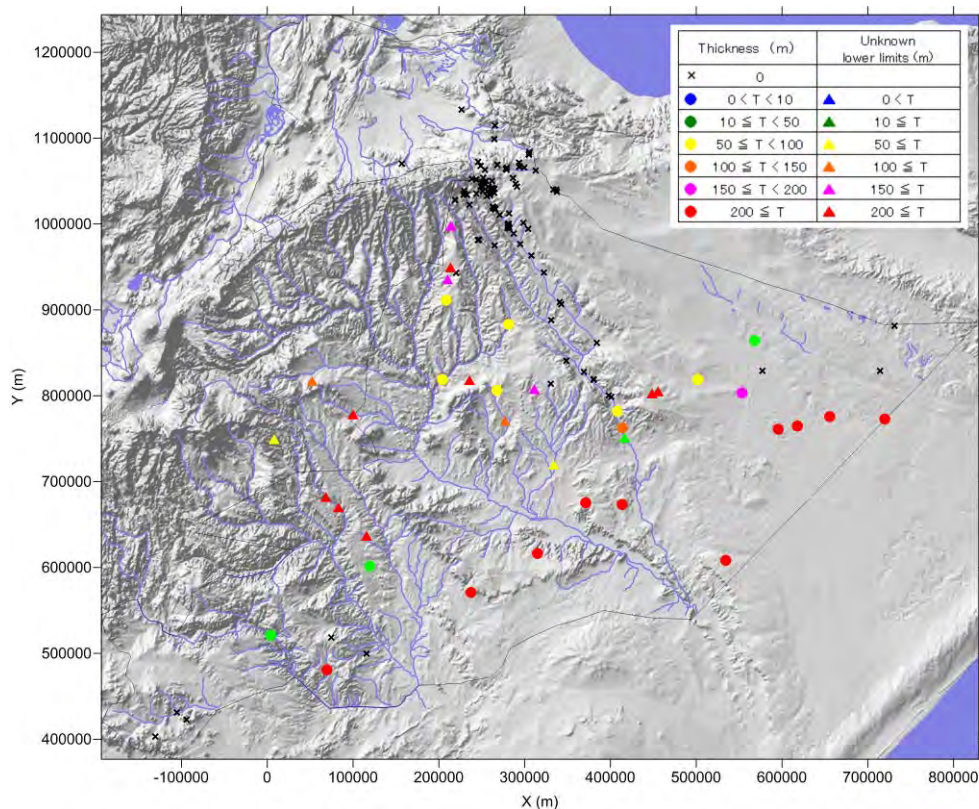 Thickness (m) Unknown lower limits (m)
× 0
0 < T < 10 0 < T
10 ≦ T < 50 10 ≦ T
50 ≦ T < 100 50 ≦ T
100 ≦ T < 150 100 ≦ T
150 ≦ T < 200 150 ≦ T
200 ≦ T 200 ≦ T
1200000
1100000
1000000
900000
800000
700000
600000
500000
400000
Y (m)
-100000 0 100000 200000 300000 400000 500000 600000 700000 800000
X (m)